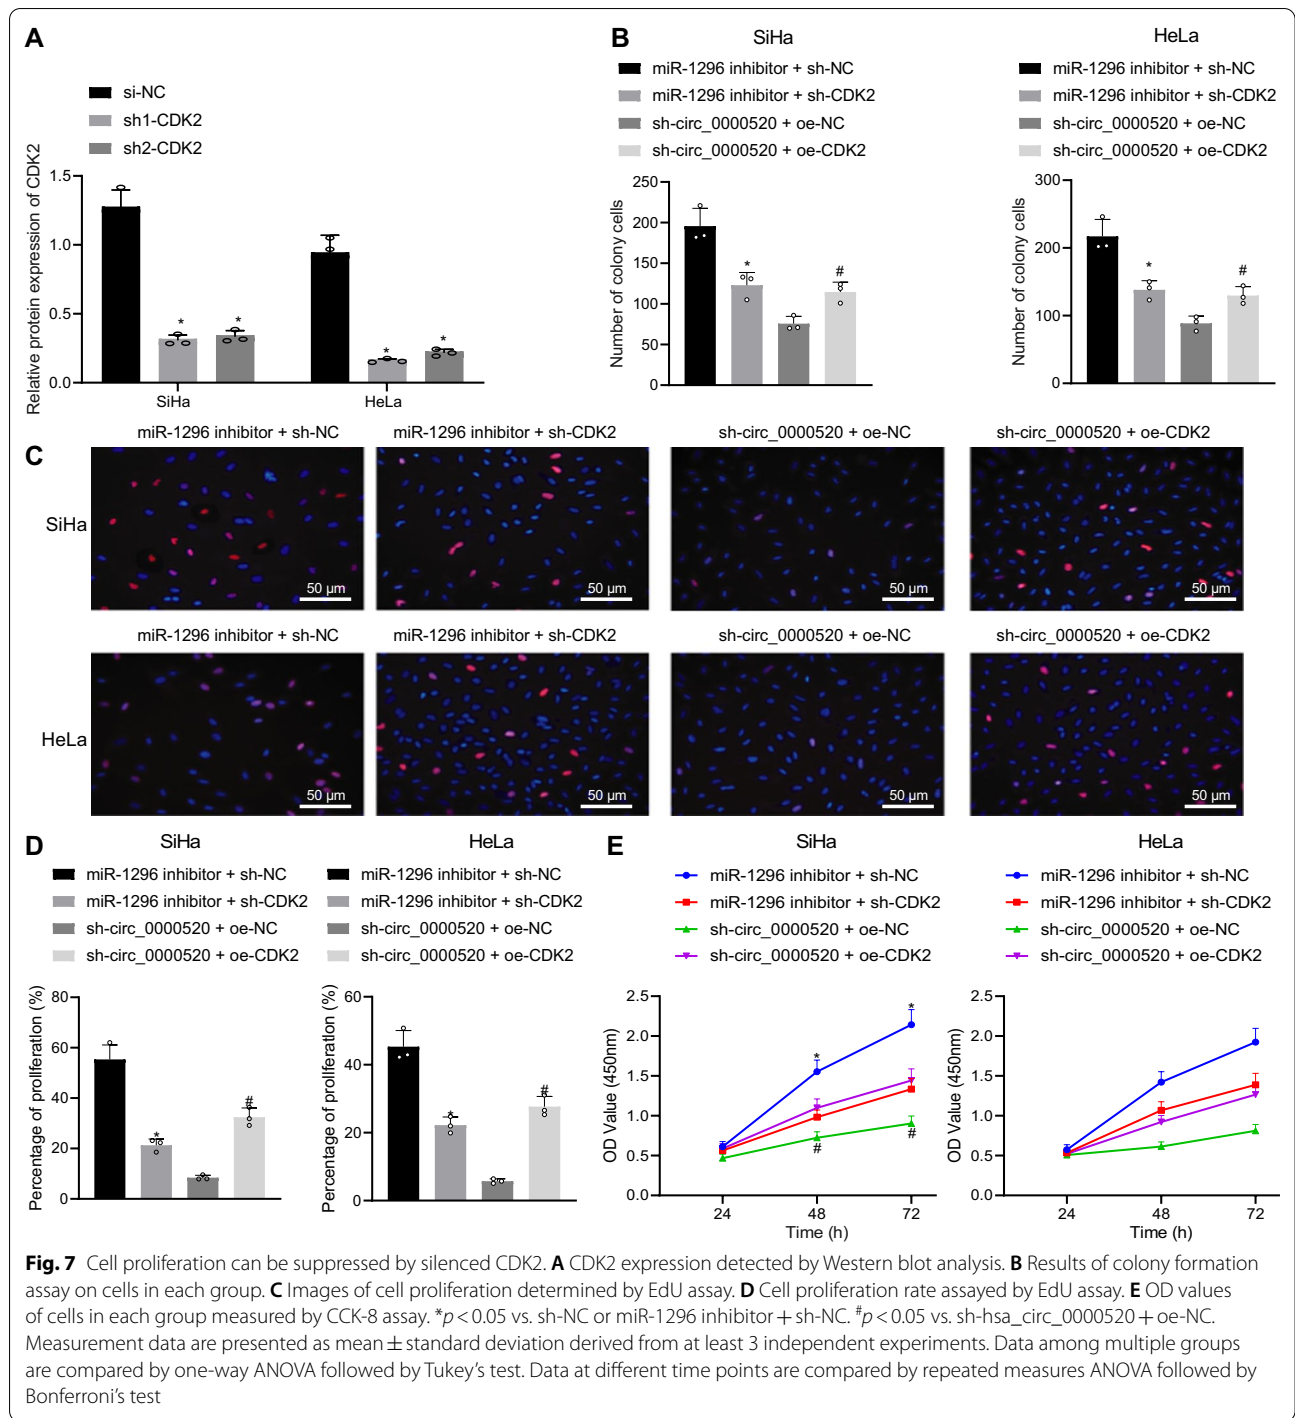 A
si-NC
sh1-CDK2
sh2-CDK2
Relative protein expression of CDK2
1.5
1.0
0.5
0.0
*
*
*
*
SiHa
HeLa
B
SiHa
miR-1296 inhibitor + sh-NC
miR-1296 inhibitor + sh-CDK2
sh-circ_0000520 + oe-NC
sh-circ_0000520 + oe-CDK2
Number of colony cells
250
200
150
100
50
0
*
#
HeLa
miR-1296 inhibitor + sh-NC
miR-1296 inhibitor + sh-CDK2
sh-circ_0000520 + oe-NC
sh-circ_0000520 + oe-CDK2
Number of colony cells
300
200
100
0
*
#
C
miR-1296 inhibitor + sh-NC
miR-1296 inhibitor + sh-CDK2
sh-circ_0000520 + oe-NC
sh-circ_0000520 + oe-CDK2
SiHa
50 µm
50 µm
50 µm
50 µm
miR-1296 inhibitor + sh-NC
miR-1296 inhibitor + sh-CDK2
sh-circ_0000520 + oe-NC
sh-circ_0000520 + oe-CDK2
HeLa
50 µm
50 µm
50 µm
50 µm
D
SiHa
miR-1296 inhibitor + sh-NC
miR-1296 inhibitor + sh-CDK2
sh-circ_0000520 + oe-NC
sh-circ_0000520 + oe-CDK2
Percentage of proliferation (%)
80
60
40
20
0
*
#
HeLa
miR-1296 inhibitor + sh-NC
miR-1296 inhibitor + sh-CDK2
sh-circ_0000520 + oe-NC
sh-circ_0000520 + oe-CDK2
Percentage of proliferation (%)
60
40
20
0
*
#
E
SiHa
miR-1296 inhibitor + sh-NC
miR-1296 inhibitor + sh-CDK2
sh-circ_0000520 + oe-NC
sh-circ_0000520 + oe-CDK2
OD Value (450nm)
2.5
2.0
1.5
1.0
0.5
0.0
*
*
#
#
24
48
72
Time (h)
HeLa
miR-1296 inhibitor + sh-NC
miR-1296 inhibitor + sh-CDK2
sh-circ_0000520 + oe-NC
sh-circ_0000520 + oe-CDK2
OD Value (450nm)
2.5
2.0
1.5
1.0
0.5
0.0
24
48
72
Time (h)
Fig. 7 Cell proliferation can be suppressed by silenced CDK2. A CDK2 expression detected by Western blot analysis. B Results of colony formation
assay on cells in each group. C Images of cell proliferation determined by EdU assay. D Cell proliferation rate assayed by EdU assay. E OD values
of cells in each group measured by CCK-8 assay. *p < 0.05 vs. sh-NC or miR-1296 inhibitor + sh-NC. #p < 0.05 vs. sh-hsa_circ_0000520 + oe-NC.
Measurement data are presented as mean ± standard deviation derived from at least 3 independent experiments. Data among multiple groups
are compared by one-way ANOVA followed by Tukey's test. Data at different time points are compared by repeated measures ANOVA followed by
Bonferroni's test